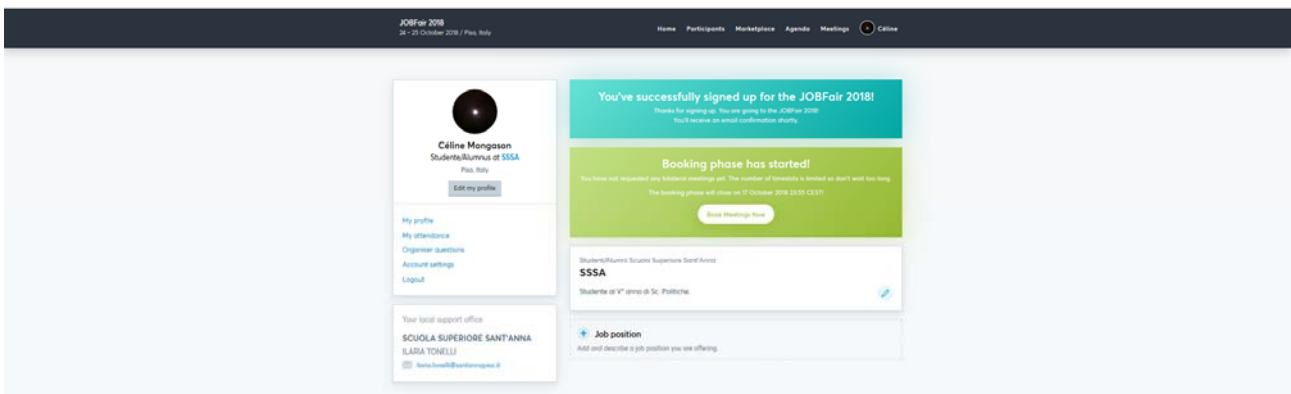 JOBFair 2018
24 - 25 October 2018 / Pisa, Italy
Home Participants Marketplace Agenda Meetings Céline
Céline Mongason
Studente/Alumnus at SSSA
Pisa, Italy
Edit my profile
My profile
My attendance
Organiser questions
Account settings
Logout
Your local support office
SCUOLA SUPERIORE SANT'ANNA
ILARIA TONELLI
ilaria.tonelli@santannapisa.it
You've successfully signed up for the JOBFair 2018!
Thanks for signing up. You are going to the JOBFair 2018!
You'll receive an email confirmation shortly.
Booking phase has started!
You have not requested any bilateral meetings yet. The number of timeslots is limited so don't wait too long.
The booking phase will close on 17 October 2018 23:55 CEST!
Book Meetings Now
Student/Alumni Scuola Superiore Sant'Anna
SSSA
Studente al V° anno di Sc. Politiche.
Job position
Add and describe a job position you are offering.